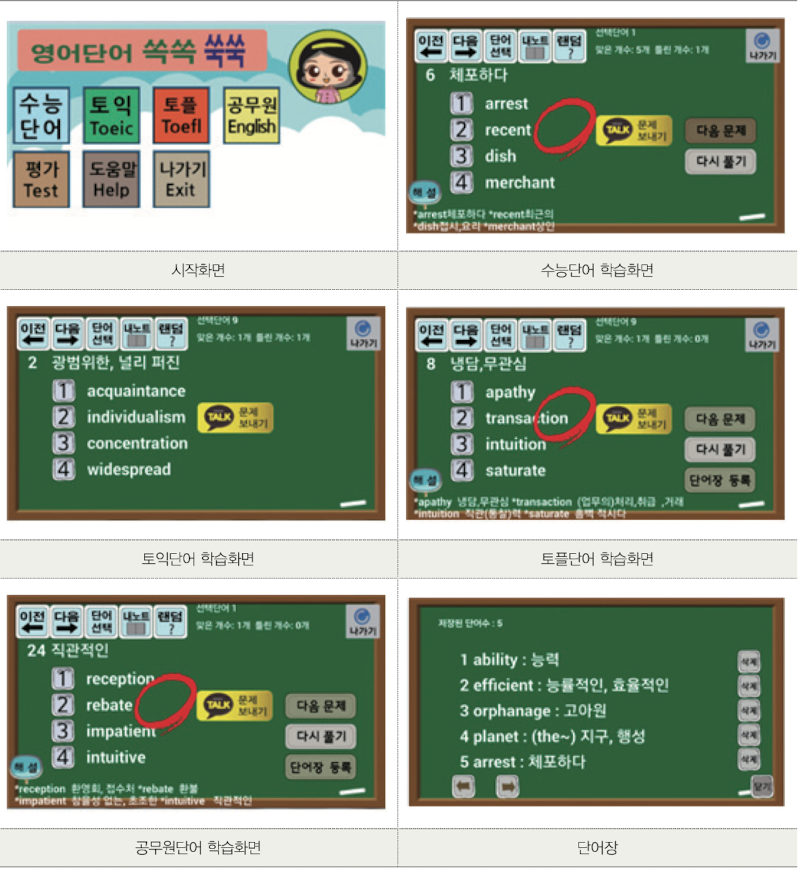 영어단어 쏙쏙 쑥쑥
수능 단어
토익 Toeic
토플 Toefl
공무원 English
평가 Test
도움말 Help
나가기 Exit
이전 다음 단어 선택 내노트 랜덤 ?
선택단어 1
맞은 개수: 5개 틀린 개수: 1개
나가기
6 체포하다
1 arrest
2 recent
3 dish
4 merchant
TALK 문제 보내기
다음 문제
다시 풀기
해설
*arrest체포하다 *recent최근의
*dish접시,요리 *merchant상인
시작화면
수능단어 학습화면
이전 다음 단어 선택 내노트 랜덤 ?
선택단어 9
맞은 개수: 1개 틀린 개수: 1개
나가기
2 광범위한, 널리 퍼진
1 acquaintance
2 individualism
3 concentration
4 widespread
TALK 문제 보내기
이전 다음 단어 선택 내노트 랜덤 ?
선택단어 9
맞은 개수: 1개 틀린 개수: 0개
나가기
8 냉담,무관심
1 apathy
2 transaction
3 intuition
4 saturate
TALK 문제 보내기
다음 문제
다시 풀기
단어장 등록
해설
*apathy 냉담,무관심 *transaction (업무의)처리,취급 ,거래
*intuition 직관(통찰)력 *saturate 흠뻑 적시다
토익단어 학습화면
토플단어 학습화면
이전 다음 단어 선택 내노트 랜덤 ?
선택단어 1
맞은 개수: 1개 틀린 개수: 0개
나가기
24 직관적인
1 reception
2 rebate
3 impatient
4 intuitive
TALK 문제 보내기
다음 문제
다시 풀기
단어장 등록
해설
*reception 환영회, 접수처 *rebate 환불
*impatient 참을성 없는, 초조한 *intuitive 직관적인
저장된 단어수 : 5
1 ability : 능력 삭제
2 efficient : 능률적인, 효율적인 삭제
3 orphanage : 고아원 삭제
4 planet : (the~) 지구, 행성 삭제
5 arrest : 체포하다 삭제
닫기
공무원단어 학습화면
단어장